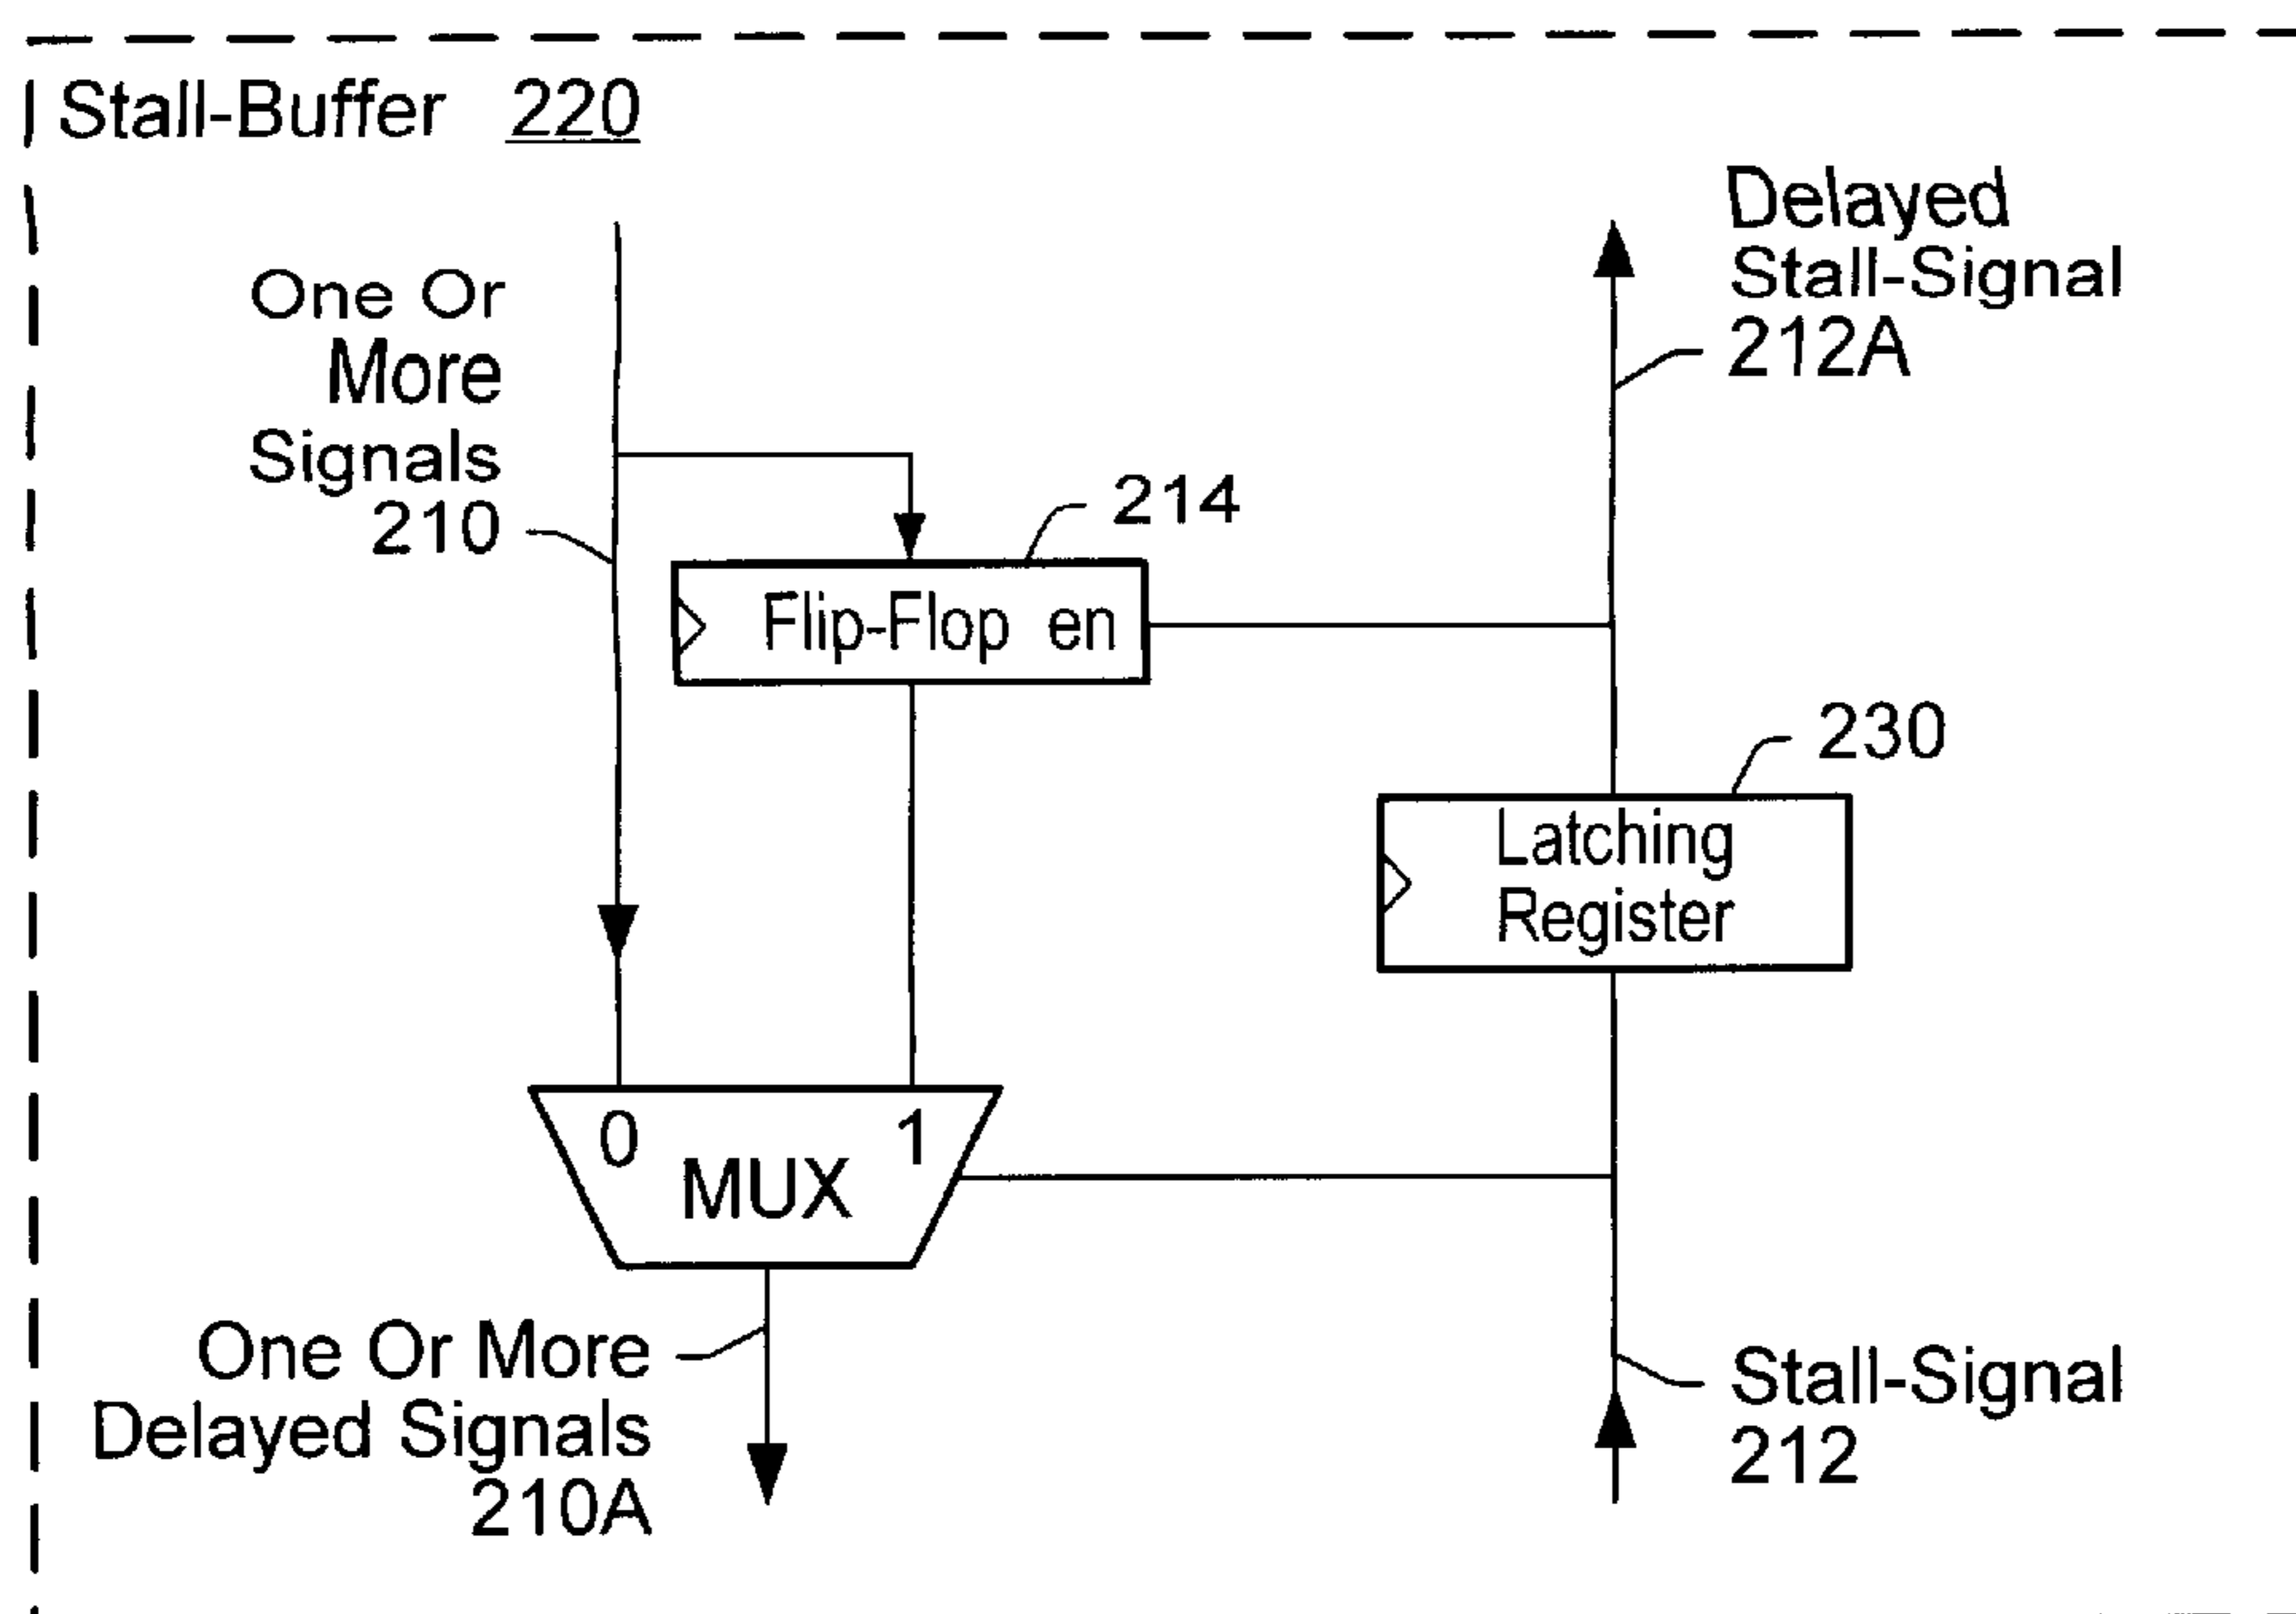 Stall-Buffer 220
Delayed
Stall-Signal
212A
One Or
More
Signals
210
214
Flip-Flop en
230
Latching
Register
0 1
MUX
One Or More
Delayed Signals
210A
Stall-Signal
212